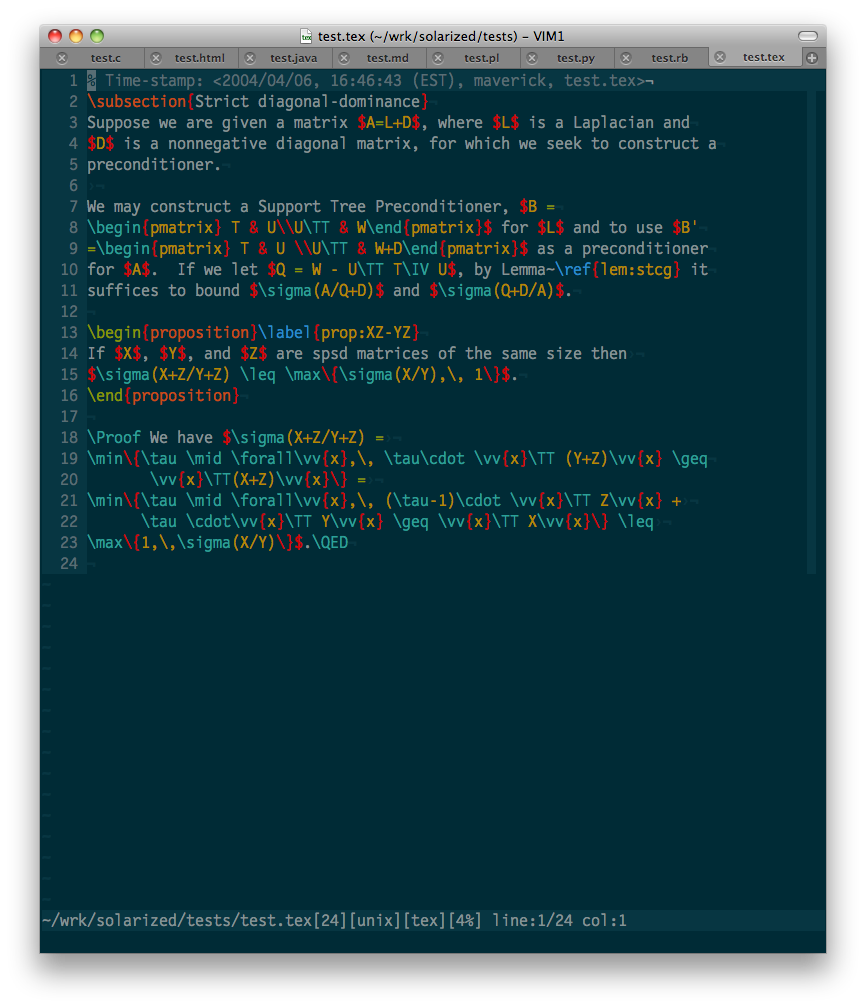 test.tex (~/wrk/solarized/tests) – VIM1
test.c test.html test.java test.md test.pl test.py test.rb test.tex
1 % Time-stamp: <2004/04/06, 16:46:43 (EST), maverick, test.tex>¬
2 \subsection{Strict diagonal-dominance}¬
3 Suppose we are given a matrix $A=L+D$, where $L$ is a Laplacian and¬
4 $D$ is a nonnegative diagonal matrix, for which we seek to construct a¬
5 preconditioner.¬
6 ¬
7 We may construct a Support Tree Preconditioner, $B =¬
8 \begin{pmatrix} T & U\\U\TT & W\end{pmatrix}$ for $L$ and to use $B'¬
9 =\begin{pmatrix} T & U \\U\TT & W+D\end{pmatrix}$ as a preconditioner¬
10 for $A$.  If we let $Q = W - U\TT T\IV U$, by Lemma~\ref{lem:stcg} it¬
11 suffices to bound $\sigma(A/Q+D)$ and $\sigma(Q+D/A)$.¬
12 ¬
13 \begin{proposition}\label{prop:XZ-YZ}¬
14 If $X$, $Y$, and $Z$ are spsd matrices of the same size then¬
15 $\sigma(X+Z/Y+Z) \leq \max\{\sigma(X/Y),\, 1\}$.¬
16 \end{proposition}¬
17 ¬
18 \Proof We have $\sigma(X+Z/Y+Z) =¬
19 \min\{\tau \mid \forall\vv{x},\, \tau\cdot \vv{x}\TT (Y+Z)\vv{x} \geq¬
20       \vv{x}\TT(X+Z)\vv{x}\} =¬
21 \min\{\tau \mid \forall\vv{x},\, (\tau-1)\cdot \vv{x}\TT Z\vv{x} +¬
22      \tau \cdot\vv{x}\TT Y\vv{x} \geq \vv{x}\TT X\vv{x}\} \leq¬
23 \max\{1,\,\sigma(X/Y)\}$.\QED¬
24 ¬
~/wrk/solarized/tests/test.tex[24][unix][tex][4%] line:1/24 col:1